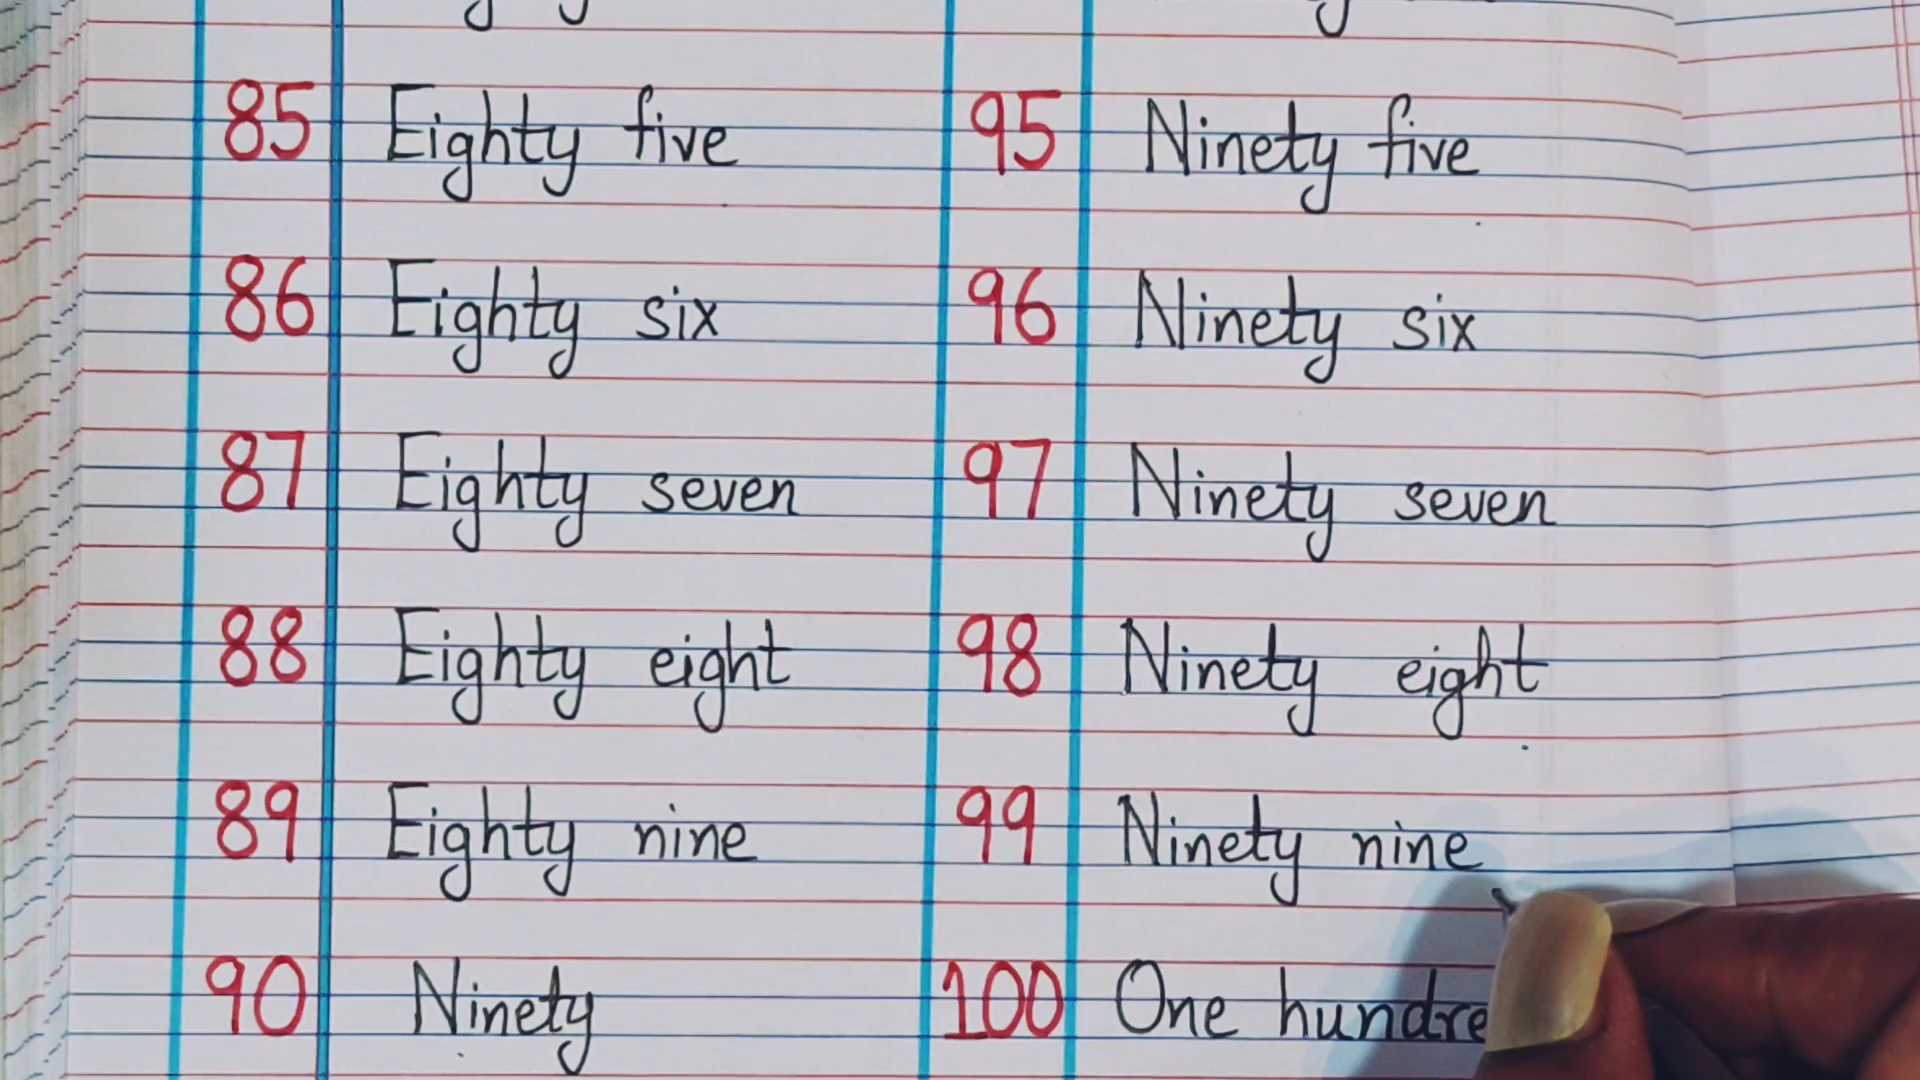 85 Eighty five 95 Ninety five
86 Eighty six 96 Ninety six
87 Eighty seven 97 Ninety seven
88 Eighty eight 98 Ninety eight
89 Eighty nine 99 Ninety nine
90 Ninety 100 One hundre